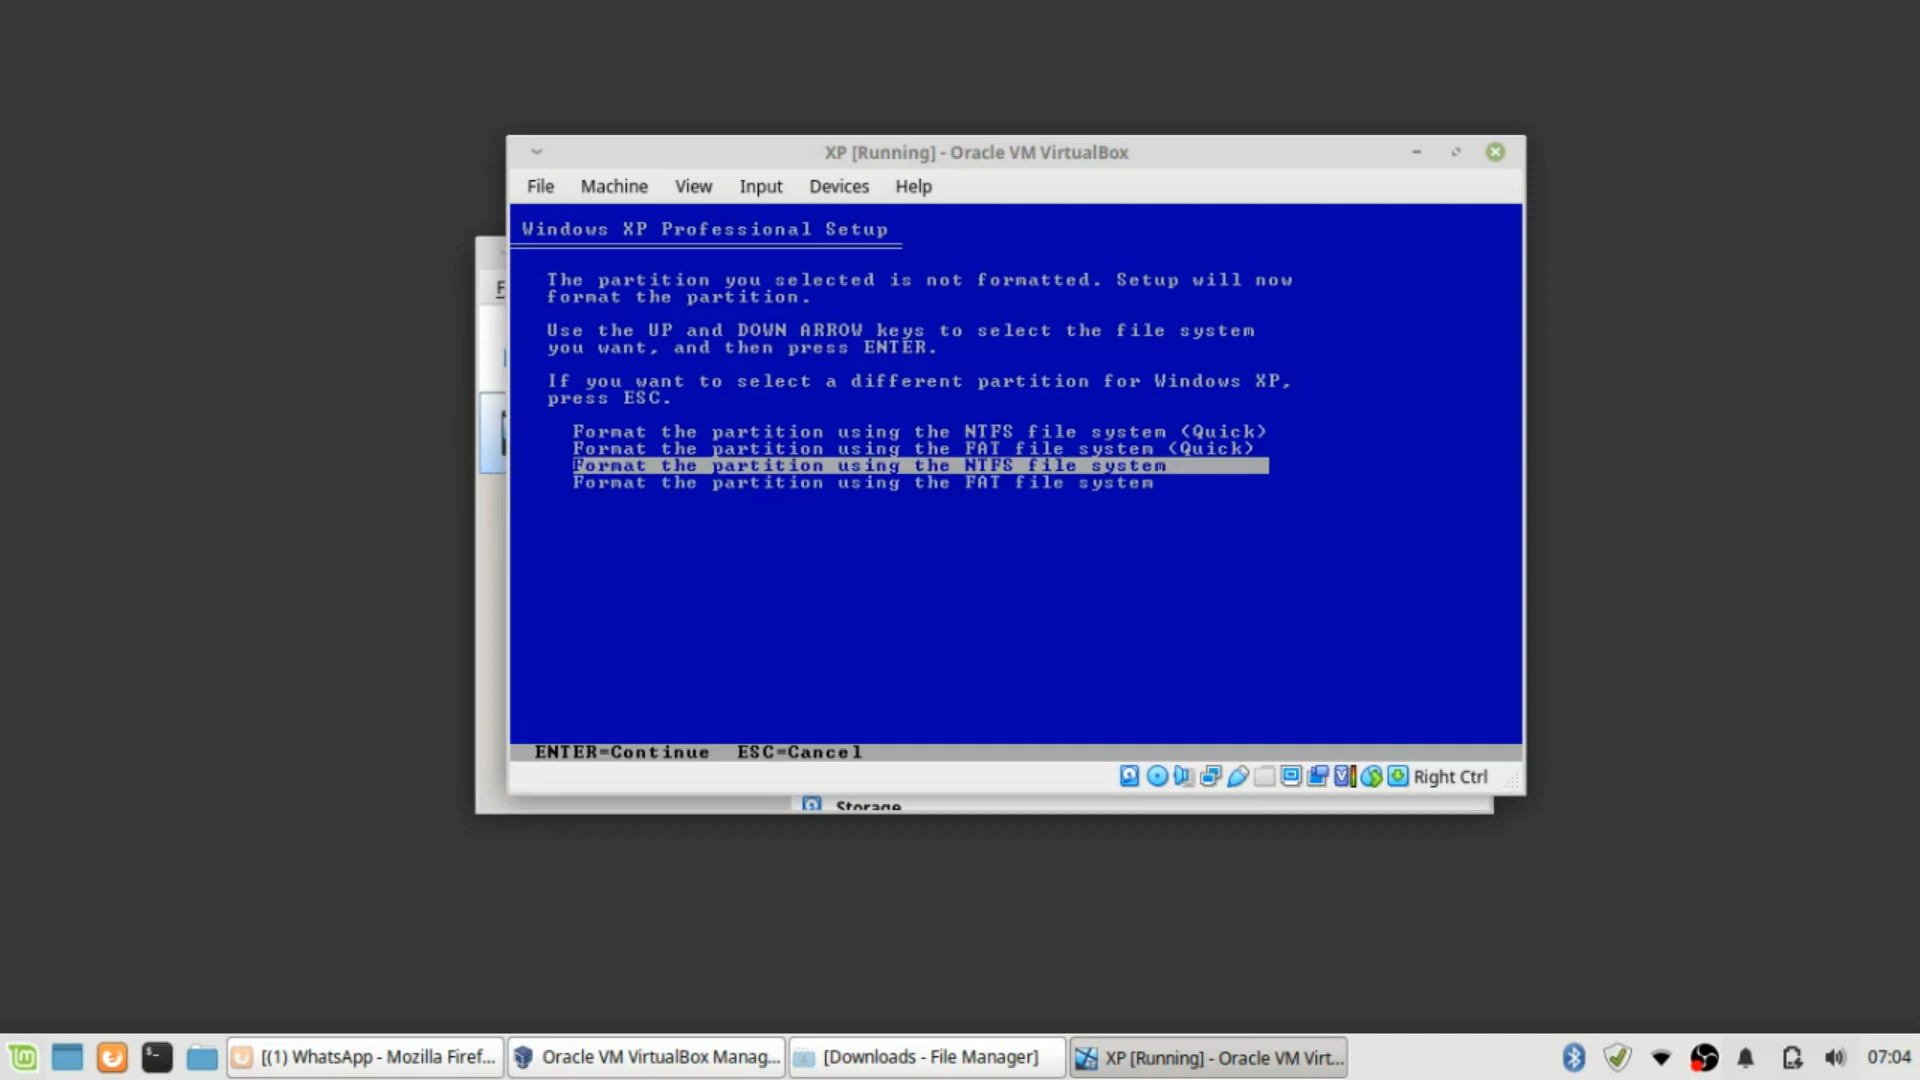 XP [Running] - Oracle VM VirtualBox
File Machine View Input Devices Help
Windows XP Professional Setup
The partition you selected is not formatted. Setup will now
format the partition.
Use the UP and DOWN ARROW keys to select the file system
you want, and then press ENTER.
If you want to select a different partition for Windows XP,
press ESC.
Format the partition using the NTFS file system (Quick)
Format the partition using the FAT file system (Quick)
Format the partition using the NTFS file system
Format the partition using the FAT file system
ENTER=Continue ESC=Cancel
Right Ctrl
Storage
[(1) WhatsApp - Mozilla Firef... Oracle VM VirtualBox Manag... [Downloads - File Manager] XP [Running] - Oracle VM Virt... 07:04